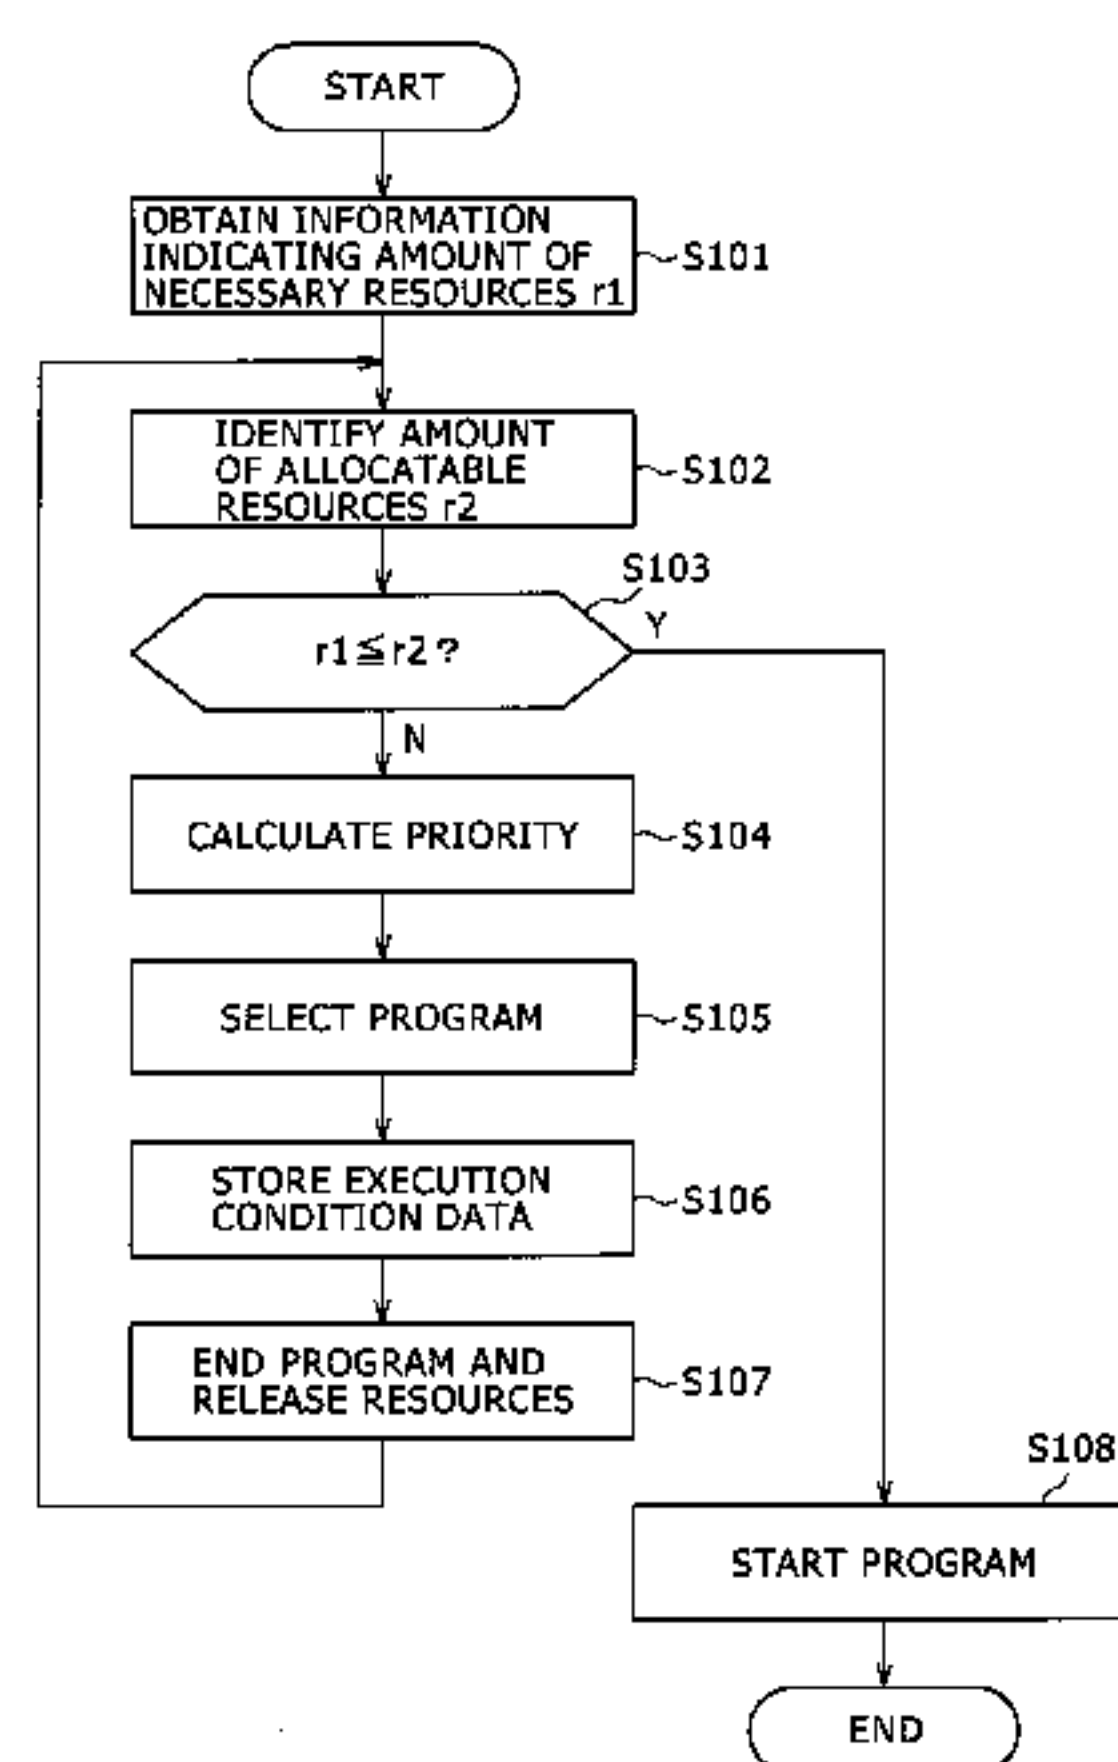 START
OBTAIN INFORMATION
INDICATING AMOUNT OF
NECESSARY RESOURCES r1
S101
IDENTIFY AMOUNT
OF ALLOCATABLE
RESOURCES r2
S102
S103
r1≦r2?
Y
N
CALCULATE PRIORITY
S104
SELECT PROGRAM
S105
STORE EXECUTION
CONDITION DATA
S106
END PROGRAM AND
RELEASE RESOURCES
S107
S108
START PROGRAM
END